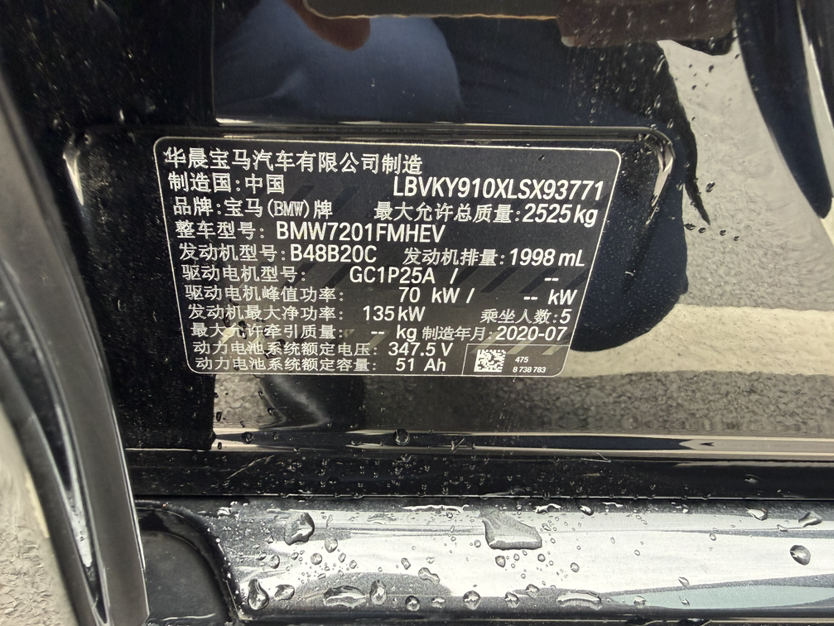 华晨宝马汽车有限公司制造
制造国:中国 LBVKY910XLSX93771
品牌:宝马(BMW)牌 最大允许总质量:2525kg
整车型号: BMW7201FMHEV
发动机型号:B48B20C 发动机排量:1998 mL
驱动电机型号: GC1P25A / --
驱动电机峰值功率: 70 kW / -- kW
发动机最大净功率: 135kW 乘坐人数:5
最大允许牵引质量: -- kg 制造年月:2020-07
动力电池系统额定电压: 347.5 V
动力电池系统额定容量: 51 Ah
475
8 738 783